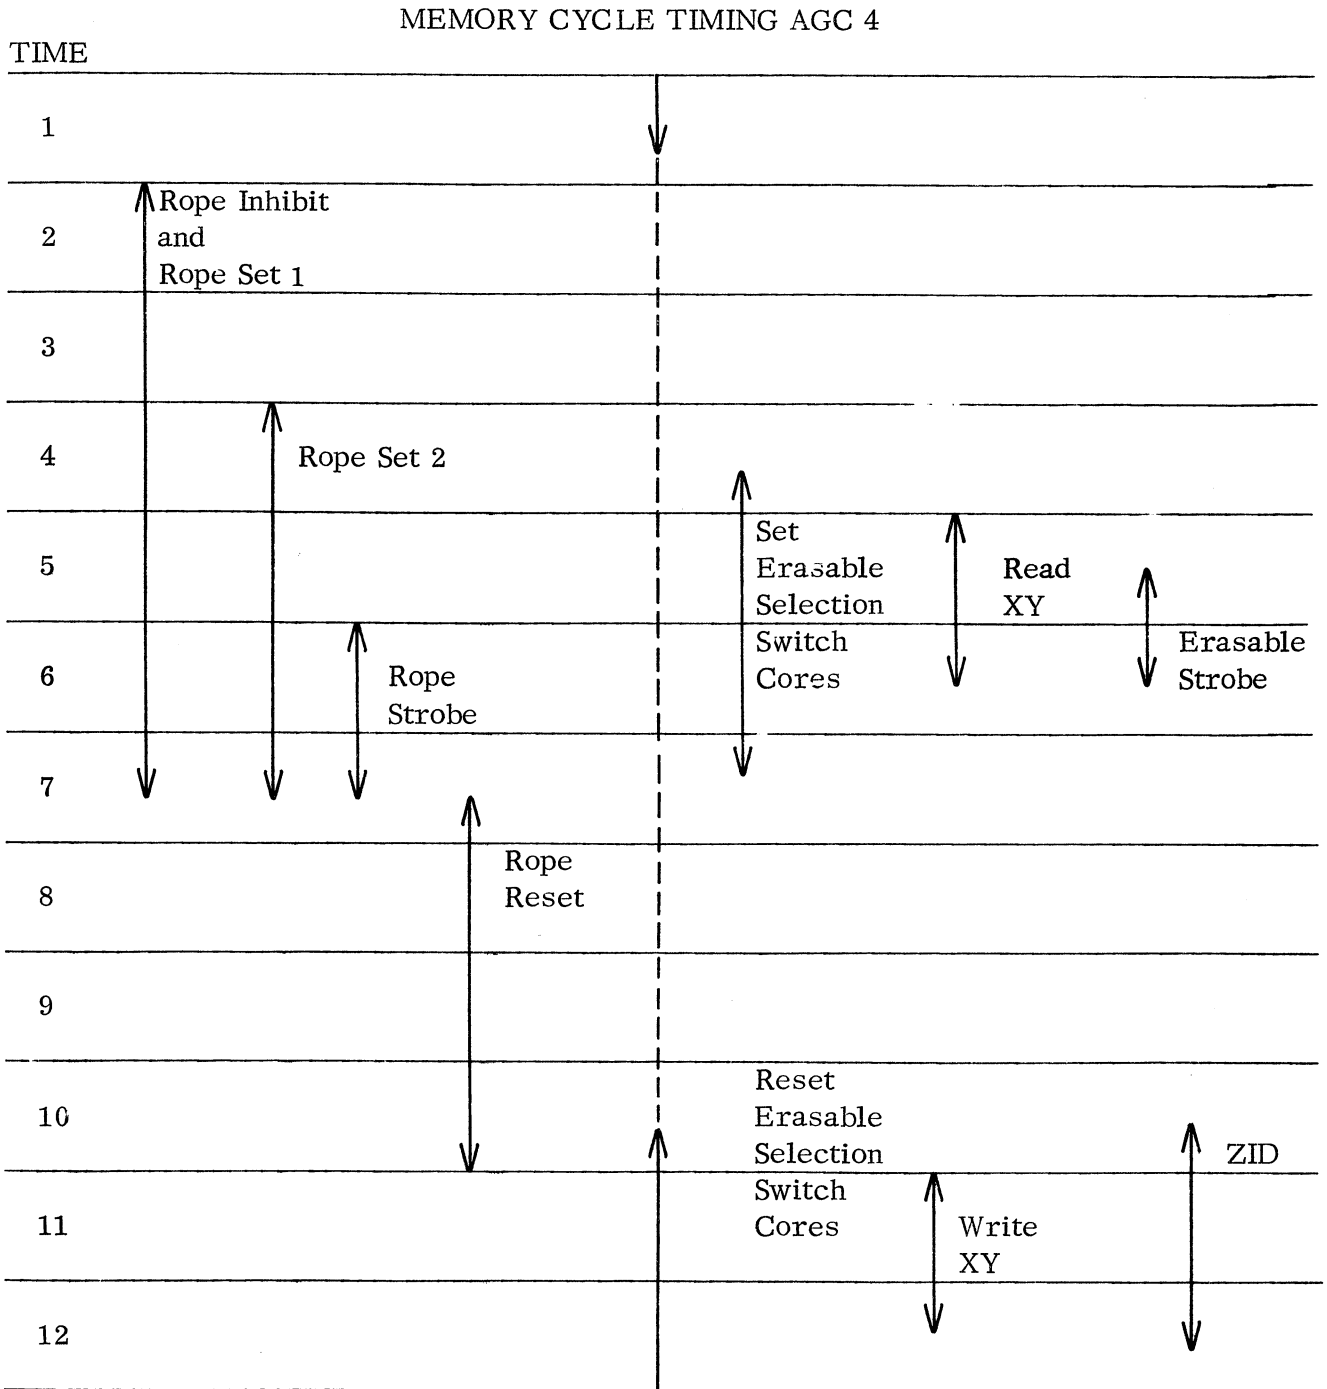 MEMORY CYCLE TIMING AGC 4
TIME
1
Rope Inhibit
2
and
Rope Set 1
3
4
Rope Set 2
Set
5
Erasable
Read
Selection
XY
Switch
Erasable
6
Rope
Cores
Strobe
Strobe
7
Rope
8
Reset
9
Reset
10
Erasable
Selection
ZID
Switch
11
Cores
Write
XY
12